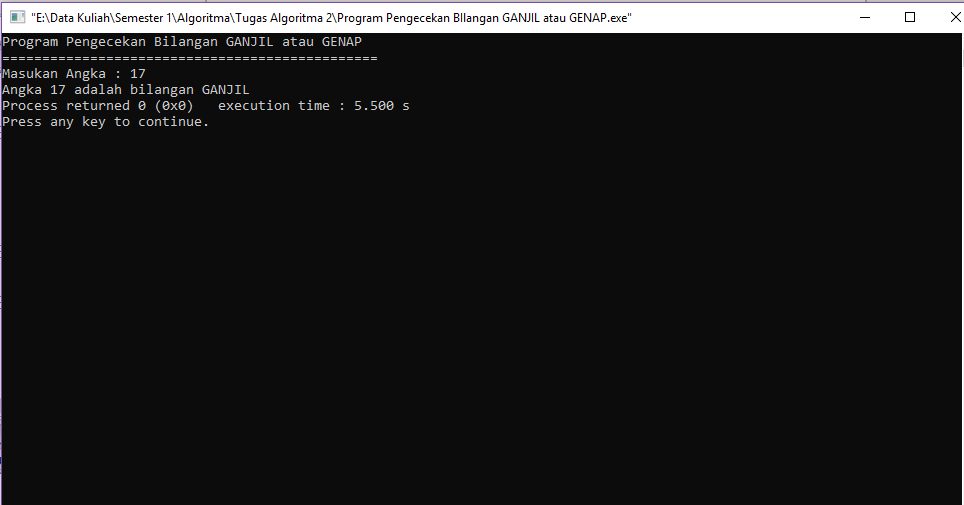 "E:\Data Kuliah\Semester 1\Algoritma\Tugas Algoritma 2\Program Pengecekan BIlangan GANJIL atau GENAP.exe"
Program Pengecekan Bilangan GANJIL atau GENAP
===============================================
Masukan Angka : 17
Angka 17 adalah bilangan GANJIL
Process returned 0 (0x0)   execution time : 5.500 s
Press any key to continue.